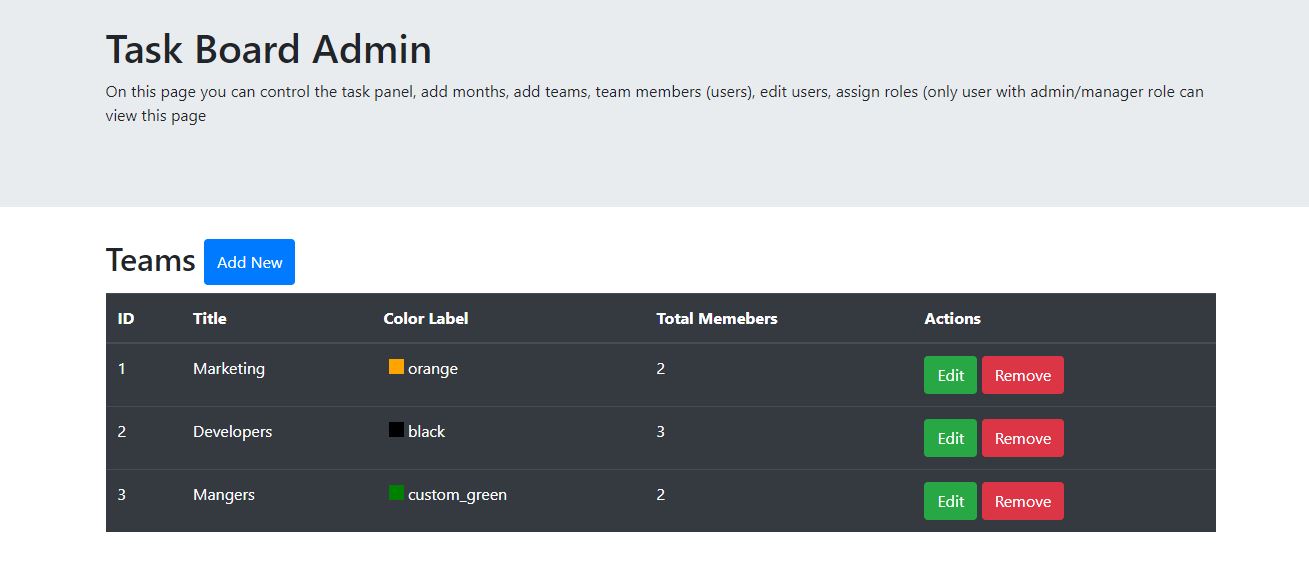 Task Board Admin
On this page you can control the task panel, add months, add teams, team members (users), edit users, assign roles (only user with admin/manager role can
view this page
Teams Add New
ID Title Color Label Total Memebers Actions
1 Marketing orange 2 Edit Remove
2 Developers black 3 Edit Remove
3 Mangers custom_green 2 Edit Remove